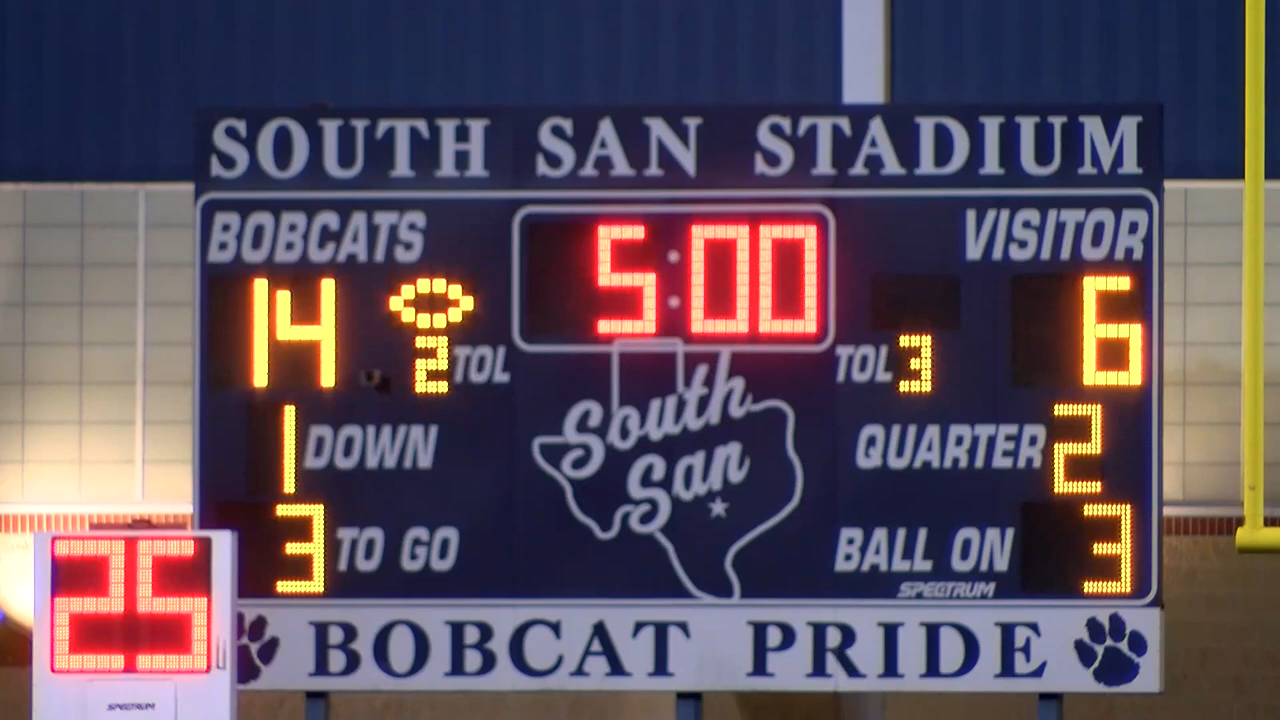 SOUTH SAN STADIUM
BOBCATS
5:00
VISITOR
14
6
2 TOL
TOL 3
South
San
1 DOWN
QUARTER 2
3 TO GO
BALL ON 3
SPECTRUM
25
BOBCAT PRIDE
SPECTRUM